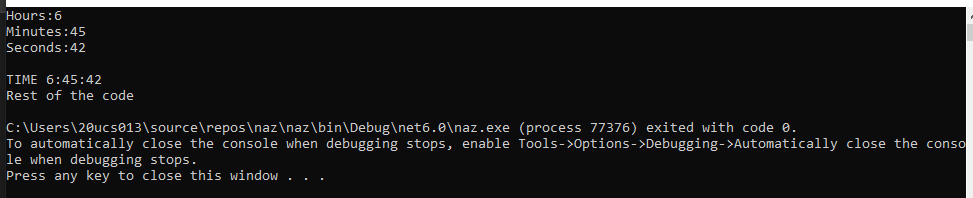 Hours:6
Minutes:45
Seconds:42
TIME 6:45:42
Rest of the code
C:\Users\20ucs013\source\repos\naz\naz\bin\Debug\net6.0\naz.exe (process 77376) exited with code 0.
To automatically close the console when debugging stops, enable Tools->Options->Debugging->Automatically close the conso
le when debugging stops.
Press any key to close this window . . .